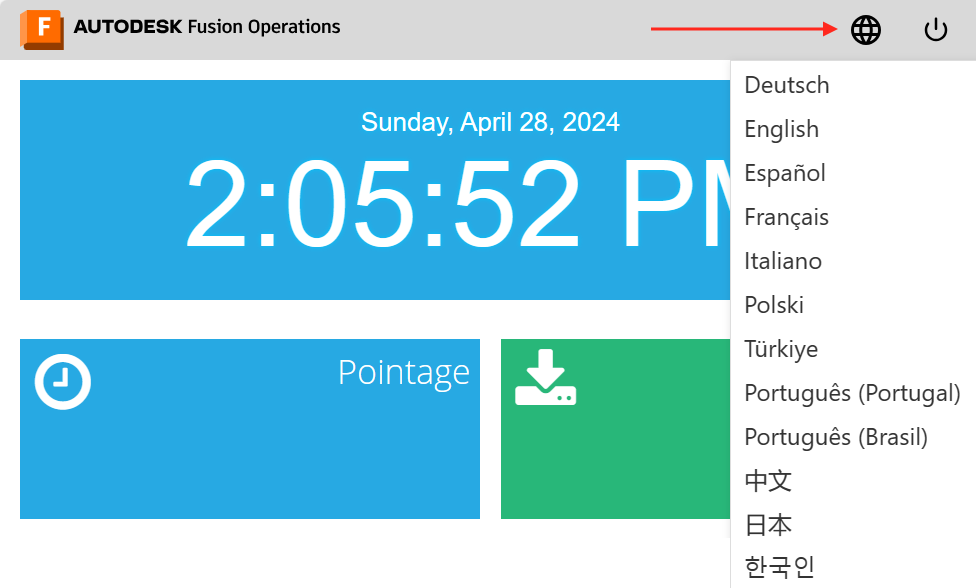 F AUTODESK Fusion Operations
Sunday, April 28, 2024
2:05:52 PM
Pointage
Deutsch
English
Español
Français
Italiano
Polski
Türkiye
Português (Portugal)
Português (Brasil)
中文
日本
한국인